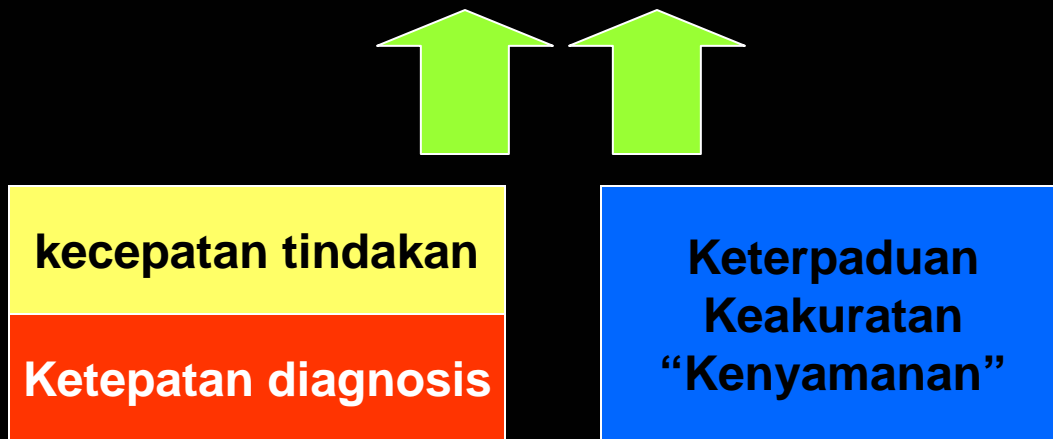 kecepatan tindakan
Ketepatan diagnosis
Keterpaduan
Keakuratan
“Kenyamanan”